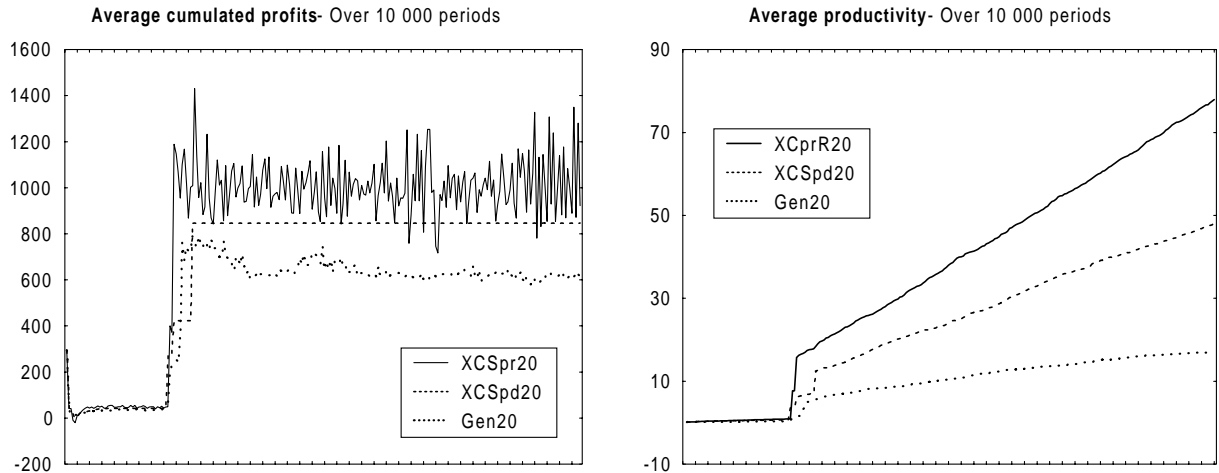 Average cumulated profits- Over 10 000 periods
1600
1400
1200
1000
800
600
400
200
0
-200
XCSpr20
XCSpd20
Gen20
Average productivity- Over 10 000 periods
90
70
50
30
10
-10
XCprR20
XCSpd20
Gen20